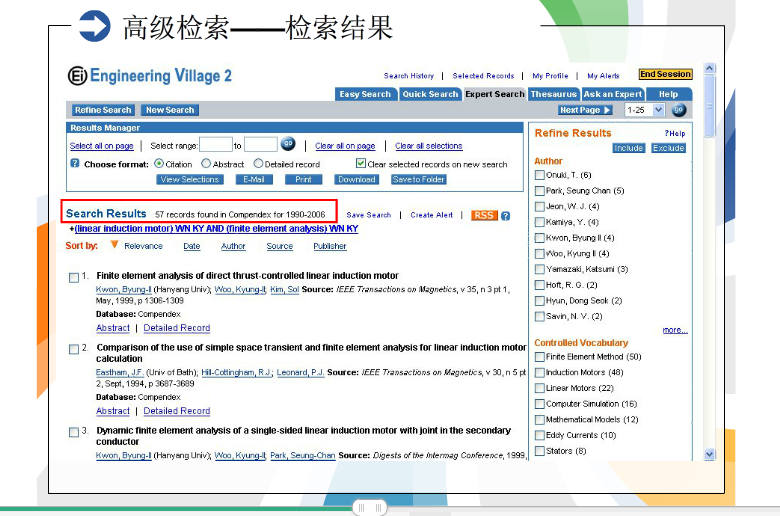 高级检索——检索结果
Ei Engineering Village 2
Search History | Selected Records | My Profile | My Alerts End Session
Easy Search Quick Search Expert Search Thesaurus Ask an Expert Help
Refine Search New Search Next Page 1-25 go
Results Manager
Select all on page | Select range: to go | Clear all on page | Clear all selections
? Choose format: Citation Abstract Detailed record Clear selected records on new search
View Selections E-Mail Print Download Save to Folder
Search Results 57 records found in Compendex for 1990-2006 Save Search | Create Alert | RSS ?
+(linear induction motor) WN KY AND (finite element analysis) WN KY
Sort by: Relevance Date Author Source Publisher
1. Finite element analysis of direct thrust-controlled linear induction motor
Kwon, Byung-Il (Hanyang Univ); Woo, Kyung-Il; Kim, Sol Source: IEEE Transactions on Magnetics, v 35, n 3 pt 1,
May, 1999, p 1306-1309
Database: Compendex
Abstract | Detailed Record
2. Comparison of the use of simple space transient and finite element analysis for linear induction motor
calculation
Eastham, J.F. (Univ of Bath); Hill-Cottingham, R.J.; Leonard, P.J. Source: IEEE Transactions on Magnetics, v 30, n 5 pt
2, Sept, 1994, p 3687-3689
Database: Compendex
Abstract | Detailed Record
3. Dynamic finite element analysis of a single-sided linear induction motor with joint in the secondary
conductor
Kwon, Byung-Il (Hanyang Univ); Woo, Kyung-Il; Park, Seung-Chan Source: Digests of the Intermag Conference, 1999,
Refine Results ?Help
Include Exclude
Author
Onuki, T. (6)
Park, Seung Chan (5)
Jeon, W. J. (4)
Kamiya, Y. (4)
Kwon, Byung Il (4)
Woo, Kyung Il (4)
Yamazaki, Katsumi (3)
Hoft, R. G. (2)
Hyun, Dong Seok (2)
Savin, N. V. (2)
more...
Controlled Vocabulary
Finite Element Method (50)
Induction Motors (48)
Linear Motors (22)
Computer Simulation (16)
Mathematical Models (12)
Eddy Currents (10)
Stators (8)